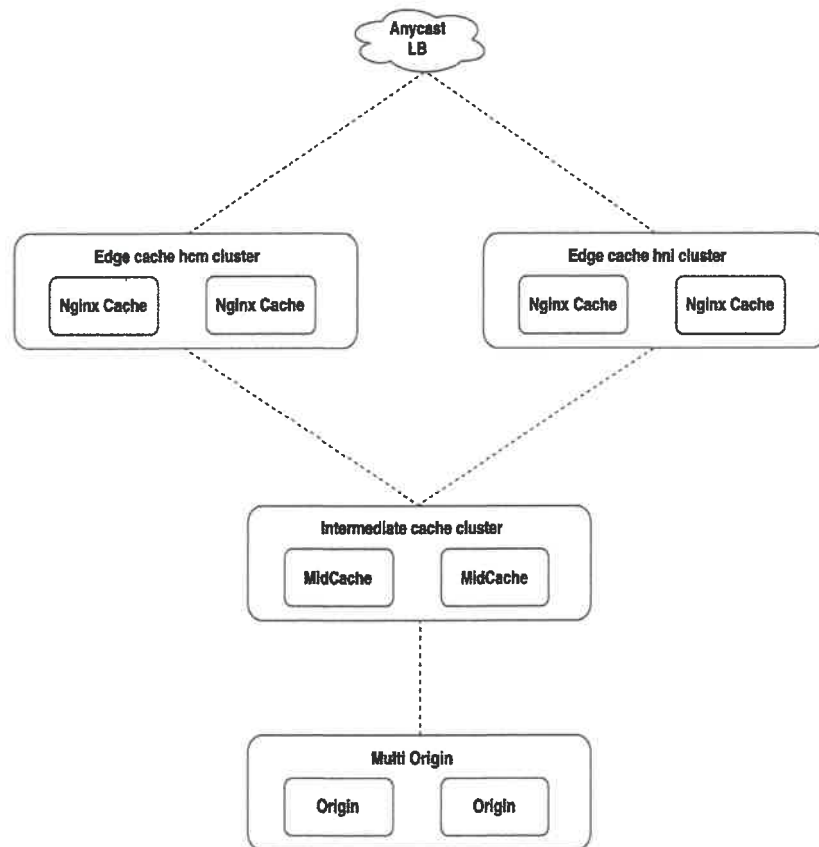 Anycast
LB
Edge cache hcm cluster
Nginx Cache
Nginx Cache
Edge cache hni cluster
Nginx Cache
Nginx Cache
Intermediate cache cluster
MidCache
MidCache
Multi Origin
Origin
Origin